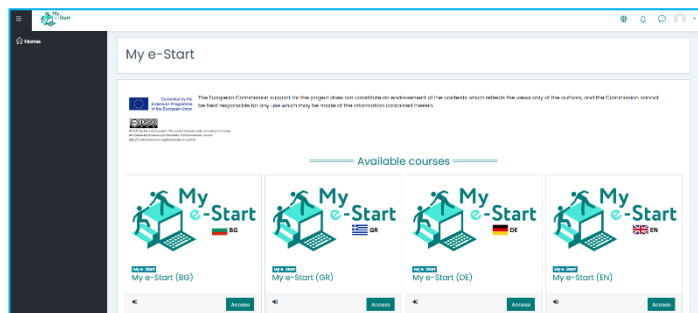 My
e-Start
Home
My e-Start
Co-funded by the
Erasmus+ Programme
of the European Union
The European Commission support for the project does not constitute an endorsement of the contents which reflects the views only of the authors, and the Commission cannot
be held responsible for any use which may be made of the information contained therein.
Available courses
My
e-Start
BG
My
e-Start
GR
My
e-Start
DE
My
e-Start
EN
My e-Start
My e-Start (BG)
My e-Start
My e-Start (GR)
My e-Start
My e-Start (DE)
My e-Start
My e-Start (EN)
Access
Access
Access
Access